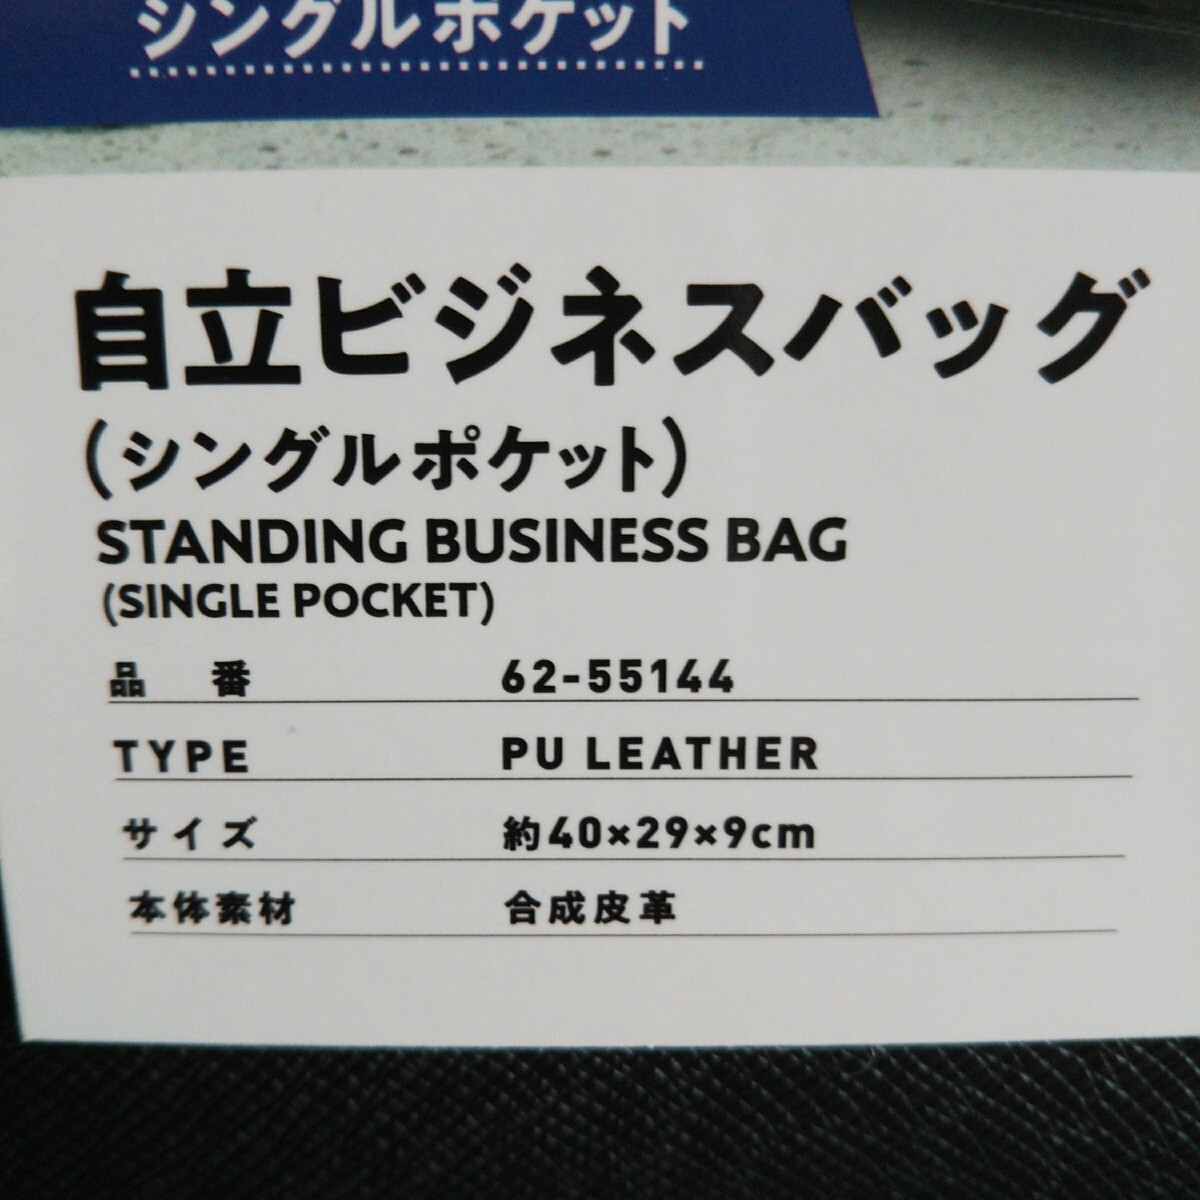 シングルポケット
自立ビジネスバッグ
(シングルポケット)
STANDING BUSINESS BAG
(SINGLE POCKET)
品 番 62-55144
TYPE PU LEATHER
サイズ 約40×29×9cm
本体素材 合成皮革